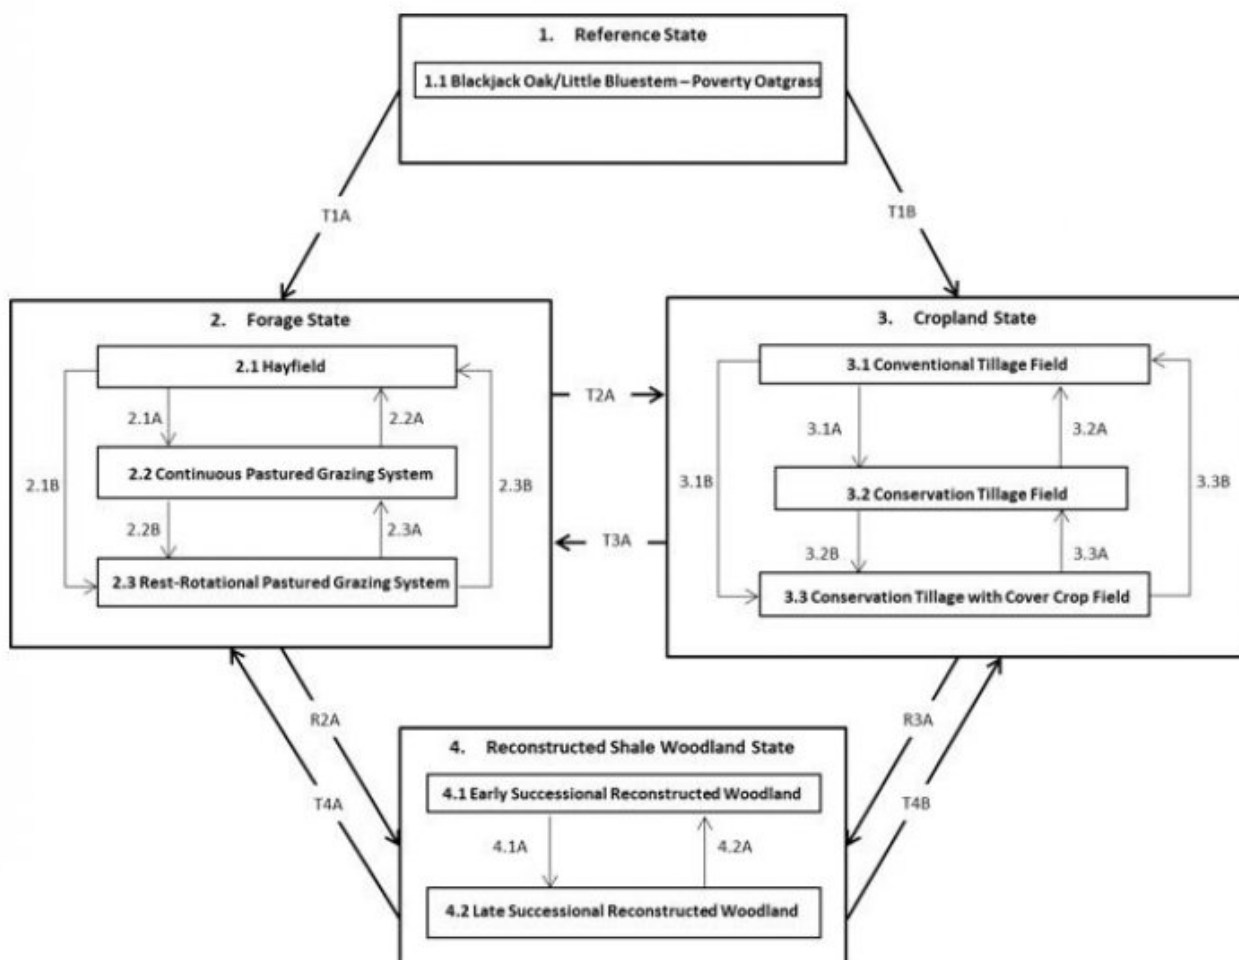 1. Reference State
1.1 Blackjack Oak/Little Bluestem – Poverty Oatgrass
T1A
T1B
2. Forage State
2.1 Hayfield
2.1A
2.2A
2.2 Continuous Pastured Grazing System
2.1B
2.3B
2.2B
2.3A
2.3 Rest-Rotational Pastured Grazing System
T2A
T3A
3. Cropland State
3.1 Conventional Tillage Field
3.1A
3.2A
3.1B
3.3B
3.2 Conservation Tillage Field
3.2B
3.3A
3.3 Conservation Tillage with Cover Crop Field
R2A
T4A
R3A
T4B
4. Reconstructed Shale Woodland State
4.1 Early Successional Reconstructed Woodland
4.1A
4.2A
4.2 Late Successional Reconstructed Woodland